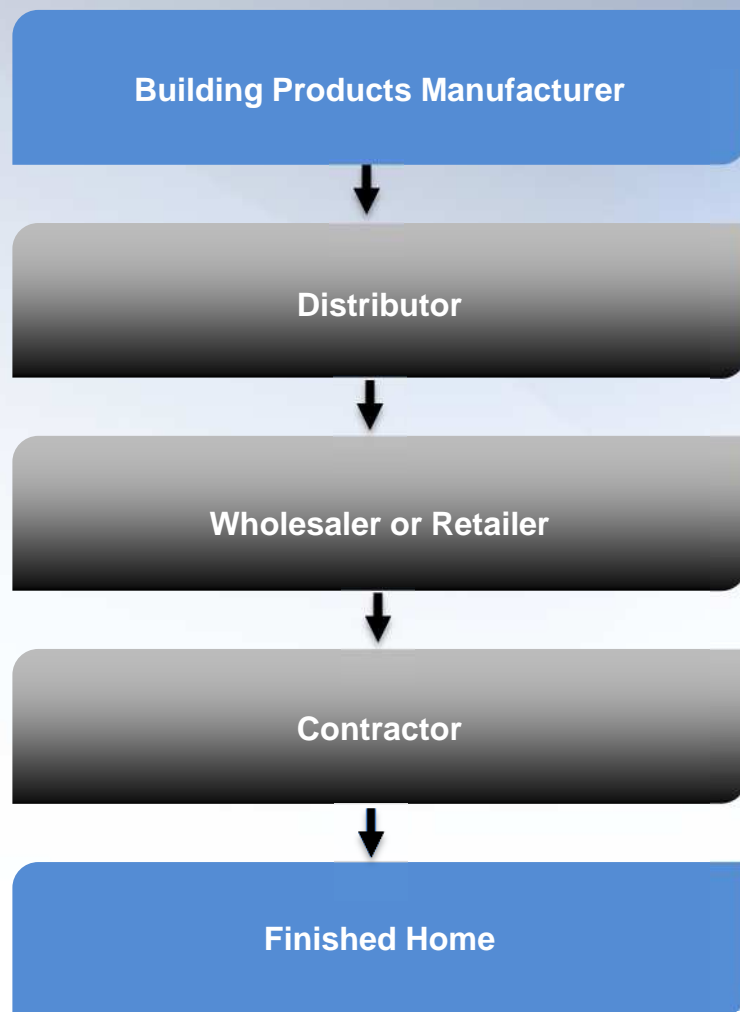 Building Products Manufacturer
Distributor
Wholesaler or Retailer
Contractor
Finished Home